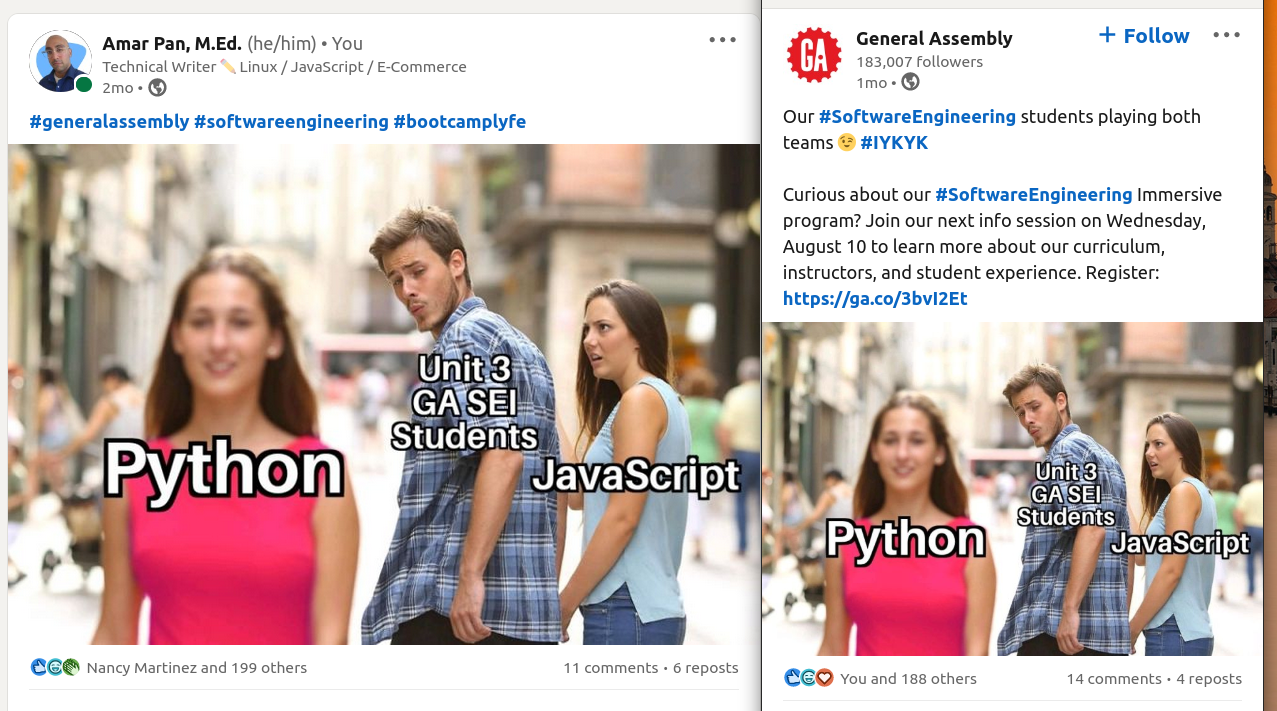 Amar Pan, M.Ed. (he/him) • You
Technical Writer ✏️ Linux / JavaScript / E-Commerce
2mo •
#generalassembly #softwareengineering #bootcamplyfe
Unit 3
GA SEI
Students
Python
JavaScript
Nancy Martinez and 199 others
11 comments • 6 reposts
GA
General Assembly
+ Follow
183,007 followers
1mo •
Our #SoftwareEngineering students playing both
teams 😉 #IYKYK
Curious about our #SoftwareEngineering Immersive
program? Join our next info session on Wednesday,
August 10 to learn more about our curriculum,
instructors, and student experience. Register:
https://ga.co/3bvI2Et
Unit 3
GA SEI
Students
Python
JavaScript
You and 188 others
14 comments • 4 reposts